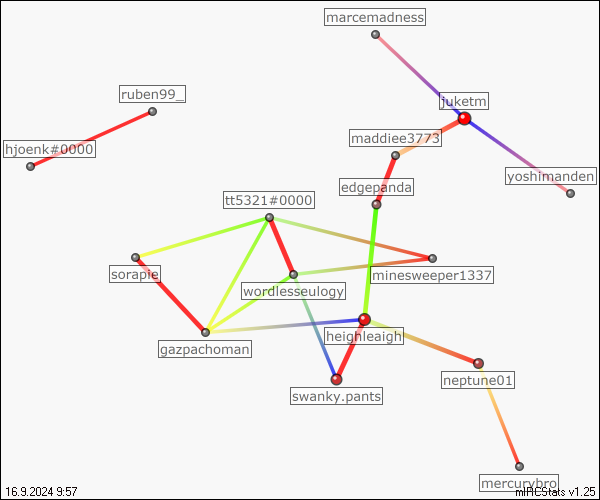 marcemadness
ruben99_
juketm
maddiee3773
hjoenk#0000
yoshimanden
edgepanda
tt5321#0000
sorapie
minesweeper1337
wordlesseulogy
heighleaigh
gazpachoman
neptune01
swanky.pants
mercurybro
16.9.2024 9:57
mIRCStats v1.25